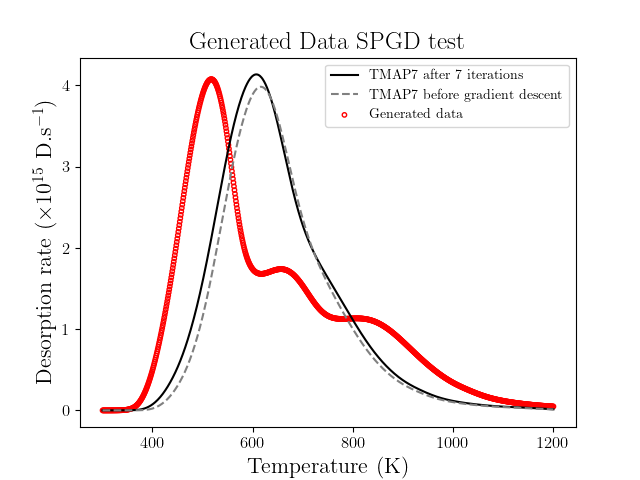 Generated Data SPGD test
TMAP7 after 7 iterations
TMAP7 before gradient descent
Generated data
Desorption rate (×10¹⁵ D.s⁻¹)
4
3
2
1
0
400 600 800 1000 1200
Temperature (K)